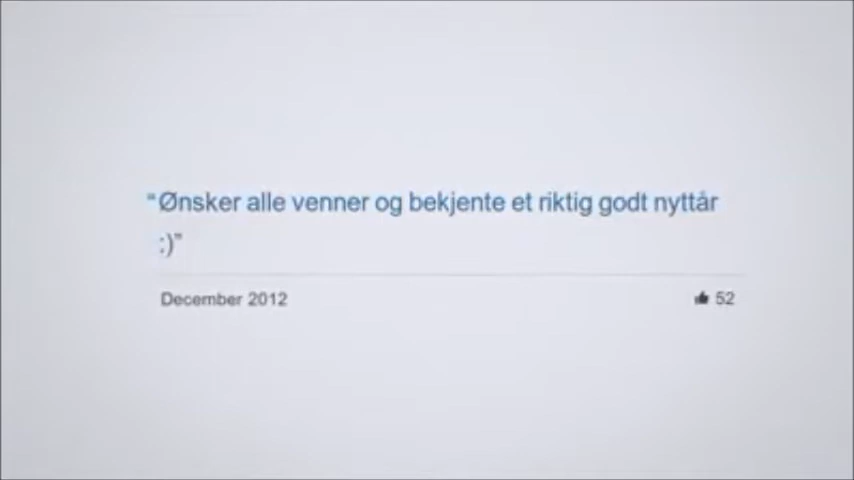 "Ønsker alle venner og bekjente et riktig godt nyttår
:)"
December 2012
52